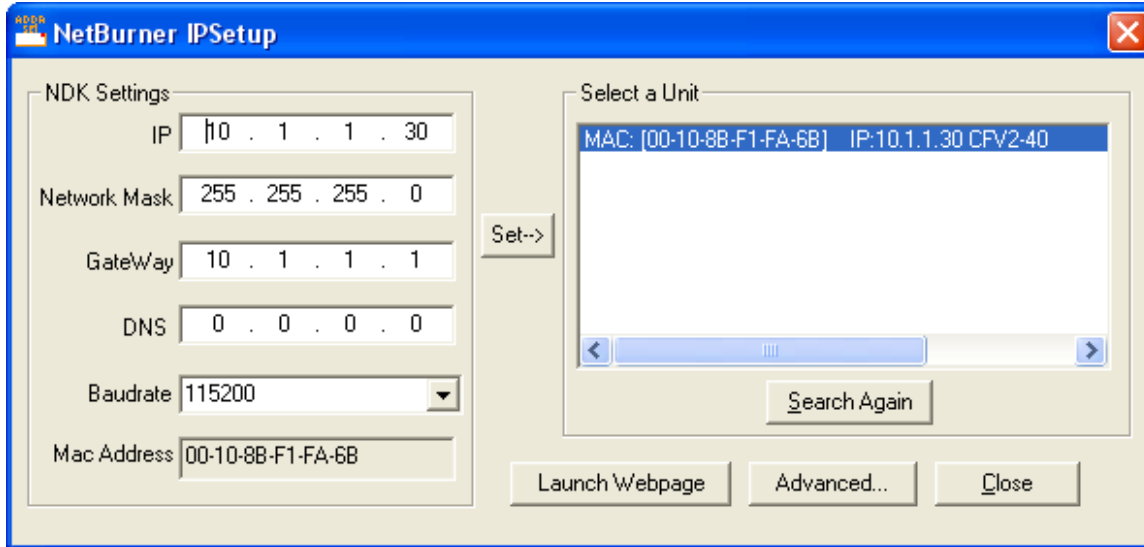 ADDR
SEL
NetBurner IPSetup
NDK Settings
IP 10 . 1 . 1 . 30
Network Mask 255 . 255 . 255 . 0
GateWay 10 . 1 . 1 . 1
DNS 0 . 0 . 0 . 0
Baudrate 115200
Mac Address 00-10-8B-F1-FA-6B
Set-->
Select a Unit
MAC: [00-10-8B-F1-FA-6B] IP:10.1.1.30 CFV2-40
Search Again
Launch Webpage
Advanced...
Close